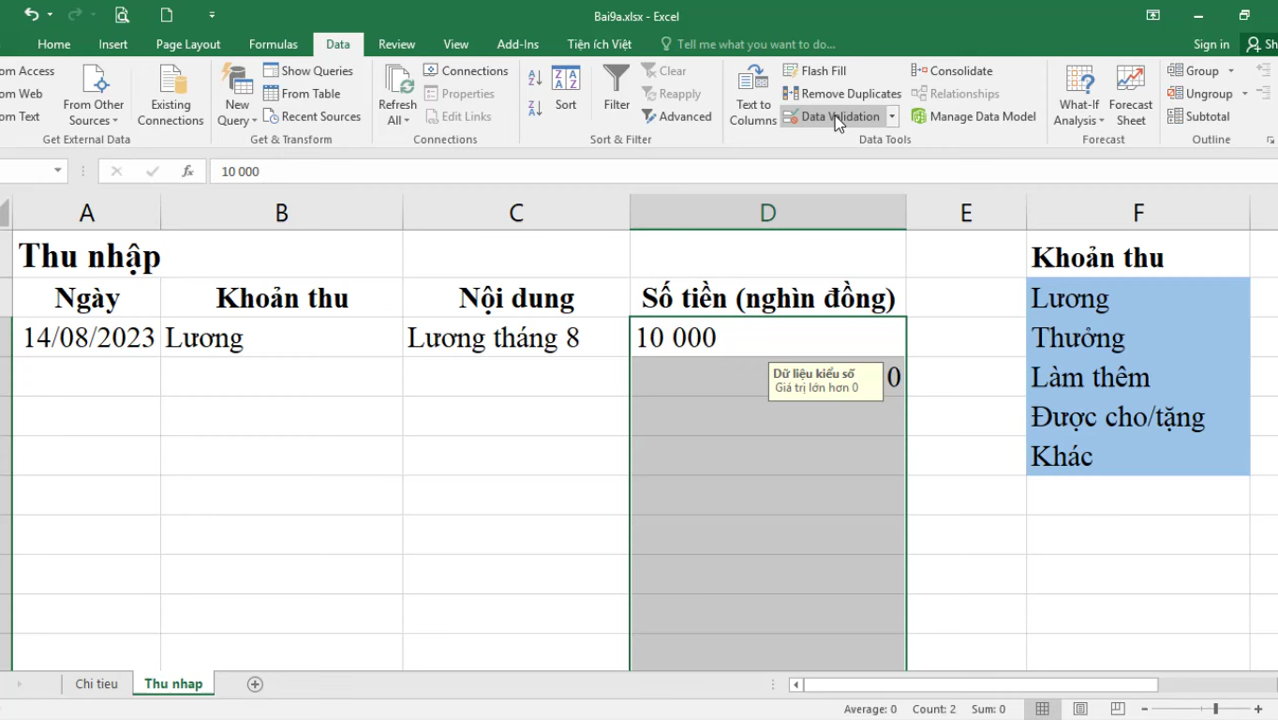 Bai9a.xlsx - Excel
Home Insert Page Layout Formulas Data Review View Add-Ins Tiện ích Việt Tell me what you want to do... Sign in Sh
om Access
om Web
om Text
From Other Sources
Existing Connections
Get External Data
New Query
Show Queries
From Table
Recent Sources
Get & Transform
Refresh All
Connections
Properties
Edit Links
Connections
Sort
Filter
Clear
Reapply
Advanced
Sort & Filter
Text to Columns
Flash Fill
Remove Duplicates
Data Validation
Consolidate
Relationships
Manage Data Model
Data Tools
What-If Analysis
Forecast Sheet
Forecast
Group
Ungroup
Subtotal
Outline
fx 10 000
A B C D E F
Thu nhập Khoản thu
Ngày Khoản thu Nội dung Số tiền (nghìn đồng) Lương
14/08/2023 Lương Lương tháng 8 10 000 Thưởng
0 Làm thêm
Dữ liệu kiểu số
Giá trị lớn hơn 0
Được cho/tặng
Khác
Chi tieu Thu nhap
Average: 0 Count: 2 Sum: 0